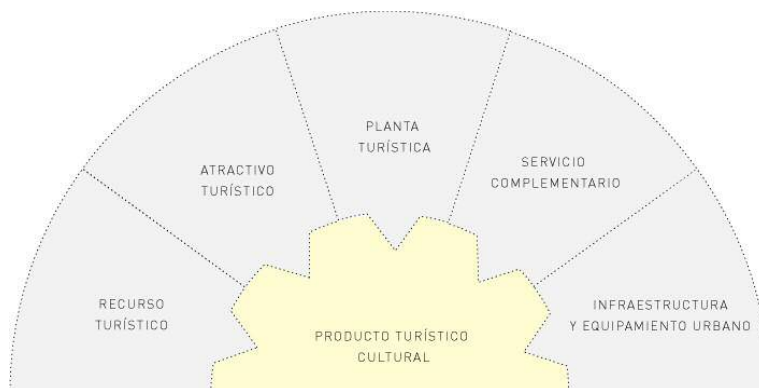 PLANTA
TURÍSTICA
ATRACTIVO
TURÍSTICO
SERVICIO
COMPLEMENTARIO
RECURSO
TURÍSTICO
INFRAESTRUCTURA
Y EQUIPAMIENTO URBANO
PRODUCTO TURÍSTICO
CULTURAL